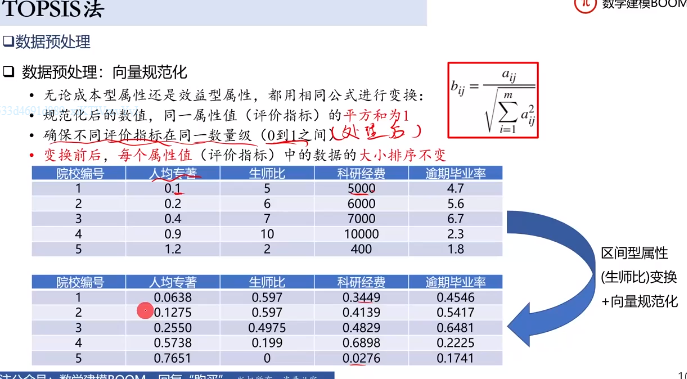 TOPSIS法
数学建模BOOM
❑数据预处理
❑ 数据预处理：向量规范化
• 无论成本型属性还是效益型属性，都用相同公式进行变换：
• 规范化后的数值，同一属性值（评价指标）的平方和为1
• 确保不同评价指标在同一数量级（0到1之间）(处理后)
• 变换前后，每个属性值（评价指标）中的数据的大小排序不变
b_{ij} = \frac{a_{ij}}{\sqrt{\sum_{i=1}^{m} a_{ij}^2}}
院校编号 人均专著 生师比 科研经费 逾期毕业率
1 0.1 5 5000 4.7
2 0.2 6 6000 5.6
3 0.4 7 7000 6.7
4 0.9 10 10000 2.3
5 1.2 2 400 1.8
院校编号 人均专著 生师比 科研经费 逾期毕业率
1 0.0638 0.597 0.3449 0.4546
2 0.1275 0.597 0.4139 0.5417
3 0.2550 0.4975 0.4829 0.6481
4 0.5738 0.199 0.6898 0.2225
5 0.7651 0 0.0276 0.1741
区间型属性
(生师比)变换
+向量规范化